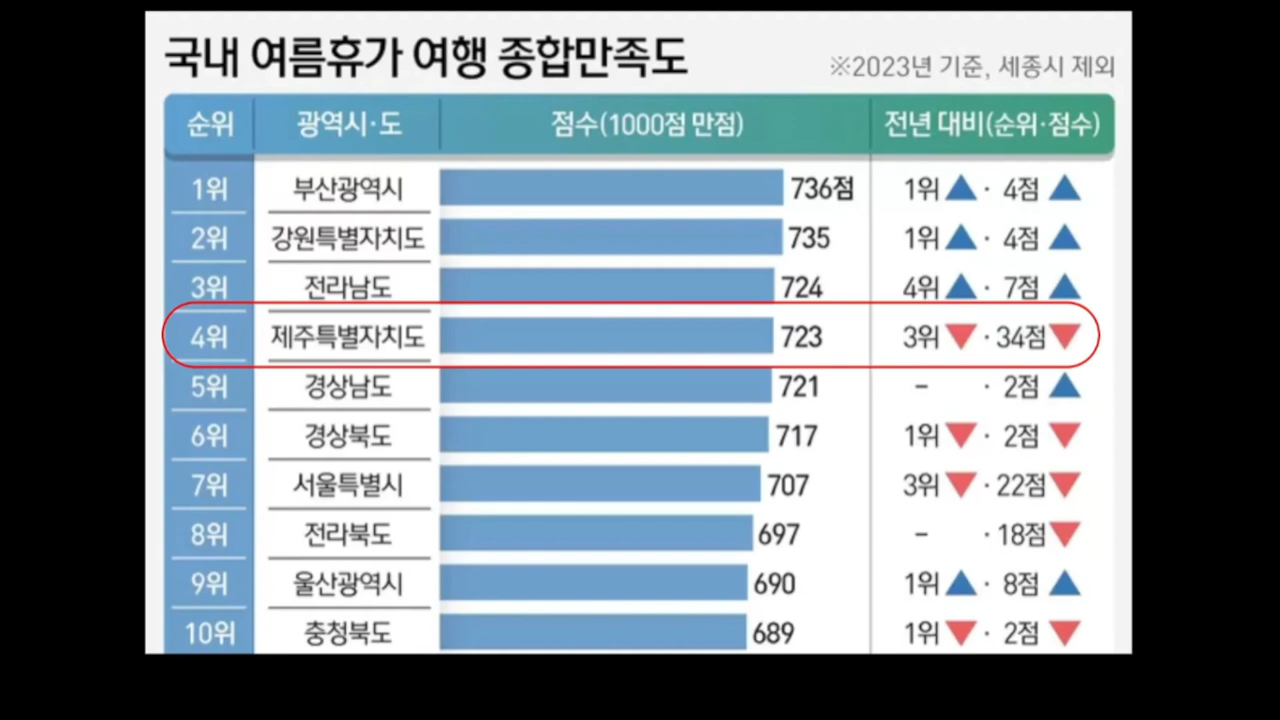 국내 여름휴가 여행 종합만족도
※2023년 기준, 세종시 제외
순위 광역시·도 점수(1000점 만점) 전년 대비(순위·점수)
1위 부산광역시 736점 1위▲· 4점▲
2위 강원특별자치도 735 1위▲· 4점▲
3위 전라남도 724 4위▲· 7점▲
4위 제주특별자치도 723 3위▼·34점▼
5위 경상남도 721 – · 2점▲
6위 경상북도 717 1위▼· 2점▼
7위 서울특별시 707 3위▼·22점▼
8위 전라북도 697 – ·18점▼
9위 울산광역시 690 1위▲· 8점▲
10위 충청북도 689 1위▼· 2점▼